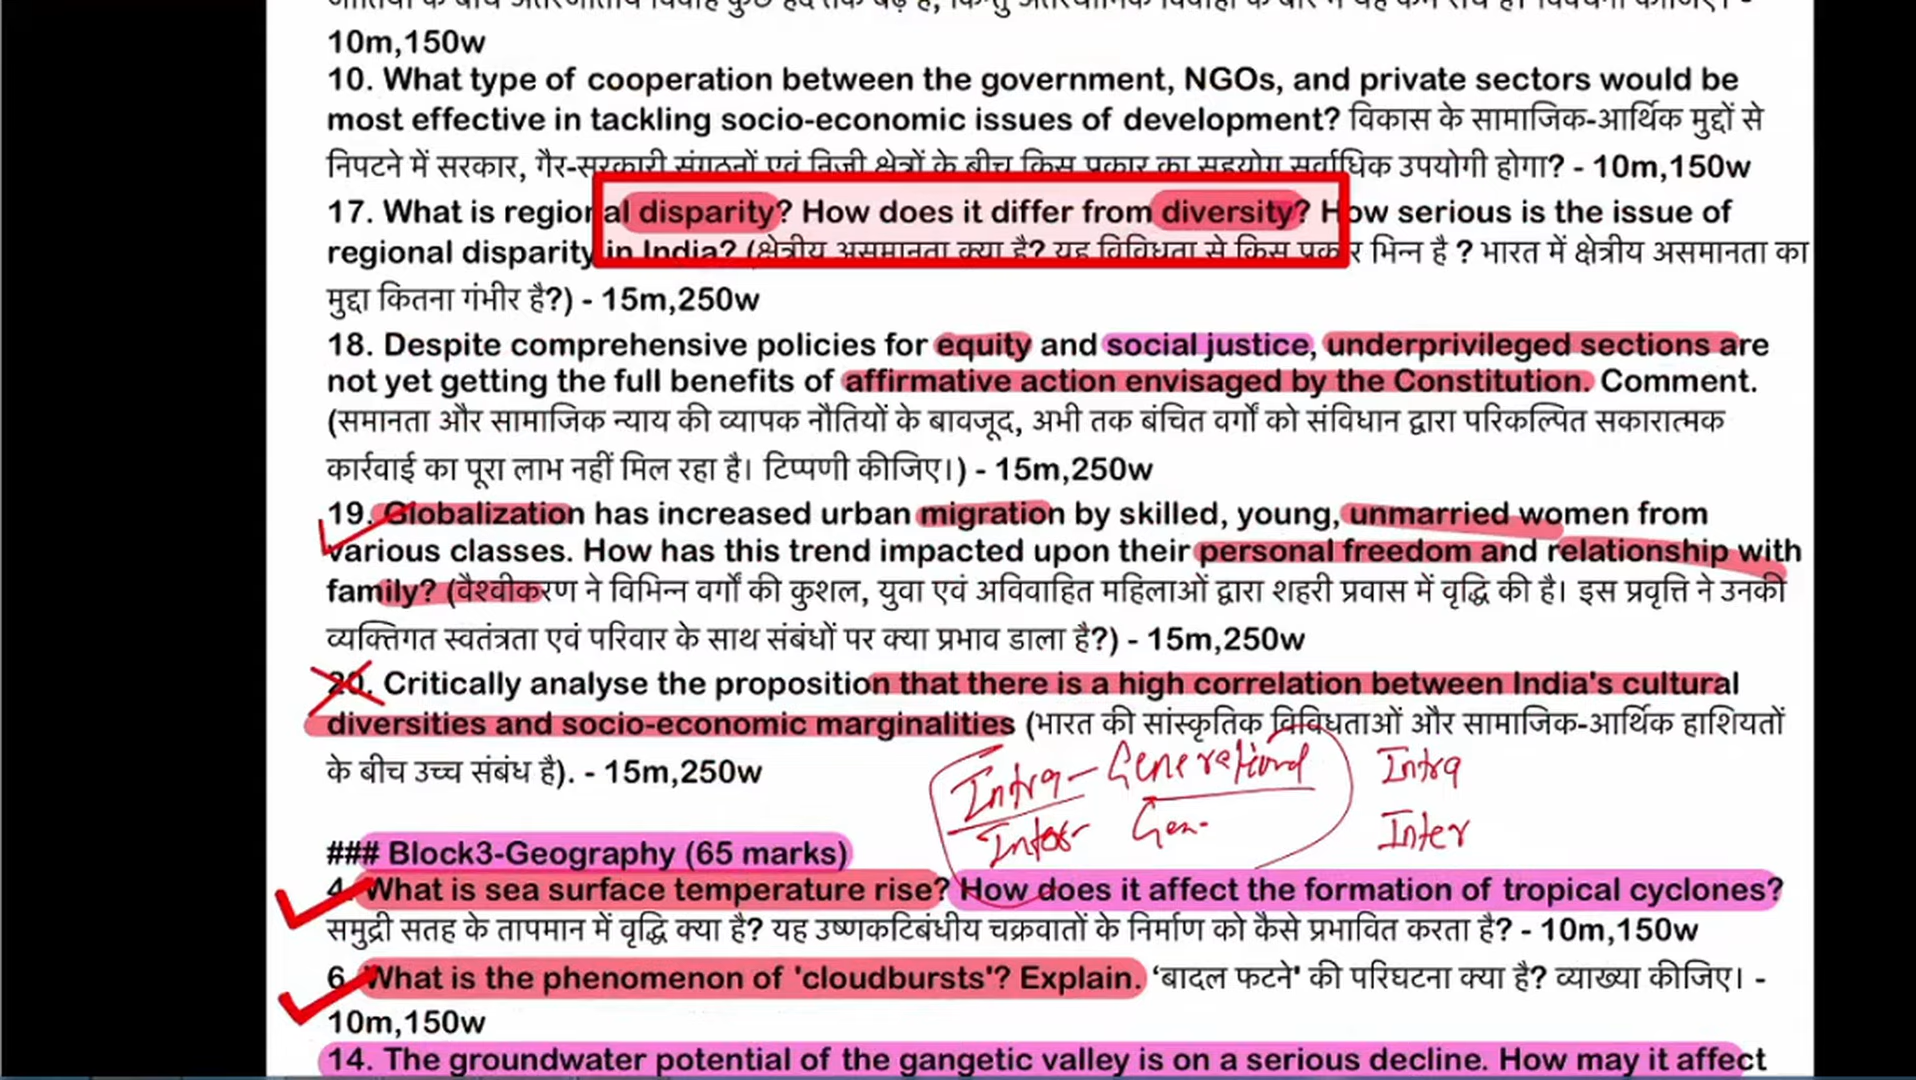 10m,150w
10. What type of cooperation between the government, NGOs, and private sectors would be
most effective in tackling socio-economic issues of development? विकास के सामाजिक-आर्थिक मुद्दों से
निपटने में सरकार, गैर-सरकारी संगठनों एवं निजी क्षेत्रों के बीच किस प्रकार का सहयोग सर्वाधिक उपयोगी होगा? - 10m,150w
17. What is regional disparity? How does it differ from diversity? How serious is the issue of
regional disparity in India? (क्षेत्रीय असमानता क्या है? यह विविधता से किस प्रकार भिन्न है ? भारत में क्षेत्रीय असमानता का
मुद्दा कितना गंभीर है?) - 15m,250w
18. Despite comprehensive policies for equity and social justice, underprivileged sections are
not yet getting the full benefits of affirmative action envisaged by the Constitution. Comment.
(समानता और सामाजिक न्याय की व्यापक नौतियों के बावजूद, अभी तक बंचित वर्गों को संविधान द्वारा परिकल्पित सकारात्मक
कार्रवाई का पूरा लाभ नहीं मिल रहा है। टिप्पणी कीजिए।) - 15m,250w
19. Globalization has increased urban migration by skilled, young, unmarried women from
various classes. How has this trend impacted upon their personal freedom and relationship with
family? (वैश्वीकरण ने विभिन्न वर्गों की कुशल, युवा एवं अविवाहित महिलाओं द्वारा शहरी प्रवास में वृद्धि की है। इस प्रवृत्ति ने उनकी
व्यक्तिगत स्वतंत्रता एवं परिवार के साथ संबंधों पर क्या प्रभाव डाला है?) - 15m,250w
20. Critically analyse the proposition that there is a high correlation between India's cultural
diversities and socio-economic marginalities (भारत की सांस्कृतिक विविधताओं और सामाजिक-आर्थिक हाशियतों
के बीच उच्च संबंध है). - 15m,250w
Intra - Generational Intra
Inter Gen- Inter
### Block3-Geography (65 marks)
4. What is sea surface temperature rise? How does it affect the formation of tropical cyclones?
समुद्री सतह के तापमान में वृद्धि क्या है? यह उष्णकटिबंधीय चक्रवातों के निर्माण को कैसे प्रभावित करता है? - 10m,150w
6. What is the phenomenon of 'cloudbursts'? Explain. ‘बादल फटने' की परिघटना क्या है? व्याख्या कीजिए। -
10m,150w
14. The groundwater potential of the gangetic valley is on a serious decline. How may it affect